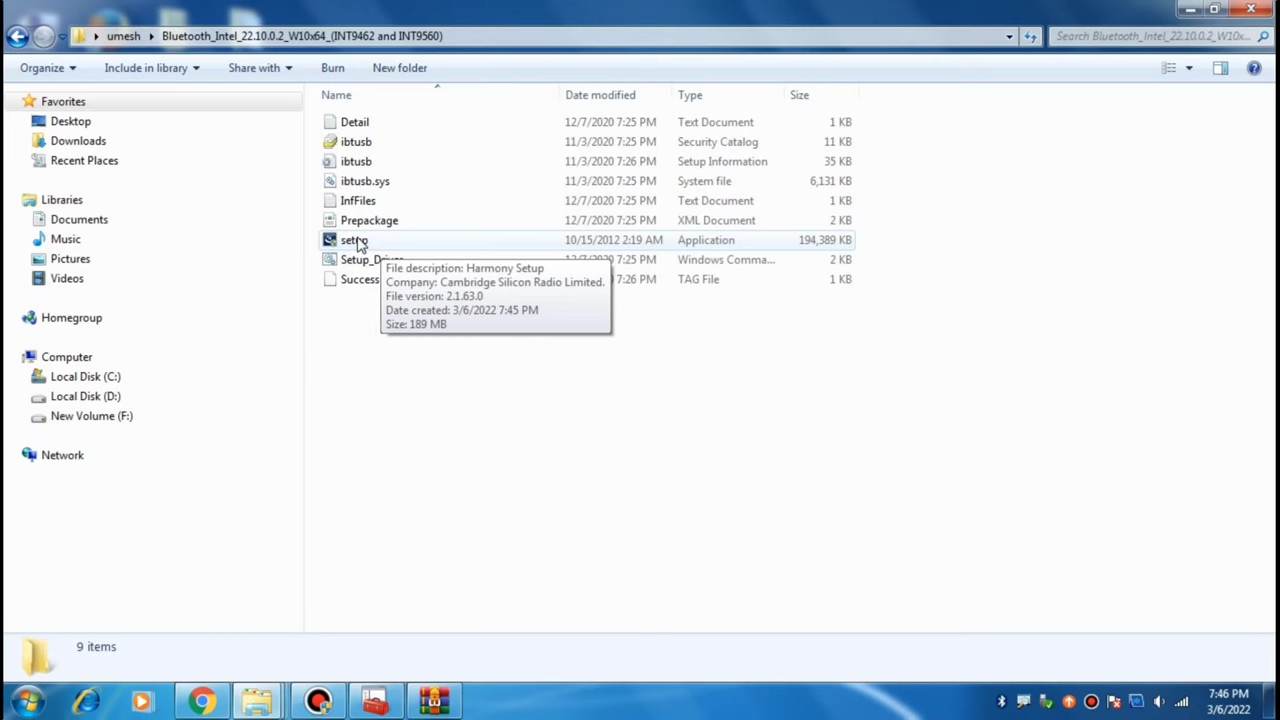 umesh Bluetooth_Intel_22.10.0.2_W10x64_(INT9462 and INT9560) Search Bluetooth_Intel_22.10.0.2_W10x...
Organize Include in library Share with Burn New folder
Name Date modified Type Size
Favorites
Desktop
Downloads
Recent Places
Libraries
Documents
Music
Pictures
Videos
Homegroup
Computer
Local Disk (C:)
Local Disk (D:)
New Volume (F:)
Network
Detail 12/7/2020 7:25 PM Text Document 1 KB
ibtusb 11/3/2020 7:25 PM Security Catalog 11 KB
ibtusb 11/3/2020 7:26 PM Setup Information 35 KB
ibtusb.sys 11/3/2020 7:25 PM System file 6,131 KB
InfFiles 12/7/2020 7:25 PM Text Document 1 KB
Prepackage 12/7/2020 7:25 PM XML Document 2 KB
10/15/2012 2:19 AM Application 194,389 KB
7:25 PM Windows Comma... 2 KB
Success 7:26 PM TAG File 1 KB
File description: Harmony Setup
Company: Cambridge Silicon Radio Limited.
File version: 2.1.63.0
Date created: 3/6/2022 7:45 PM
Size: 189 MB
9 items
7:46 PM
3/6/2022